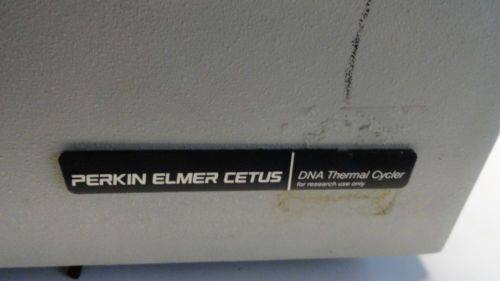 PERKIN ELMER CETUS
DNA Thermal Cycler
for research use only